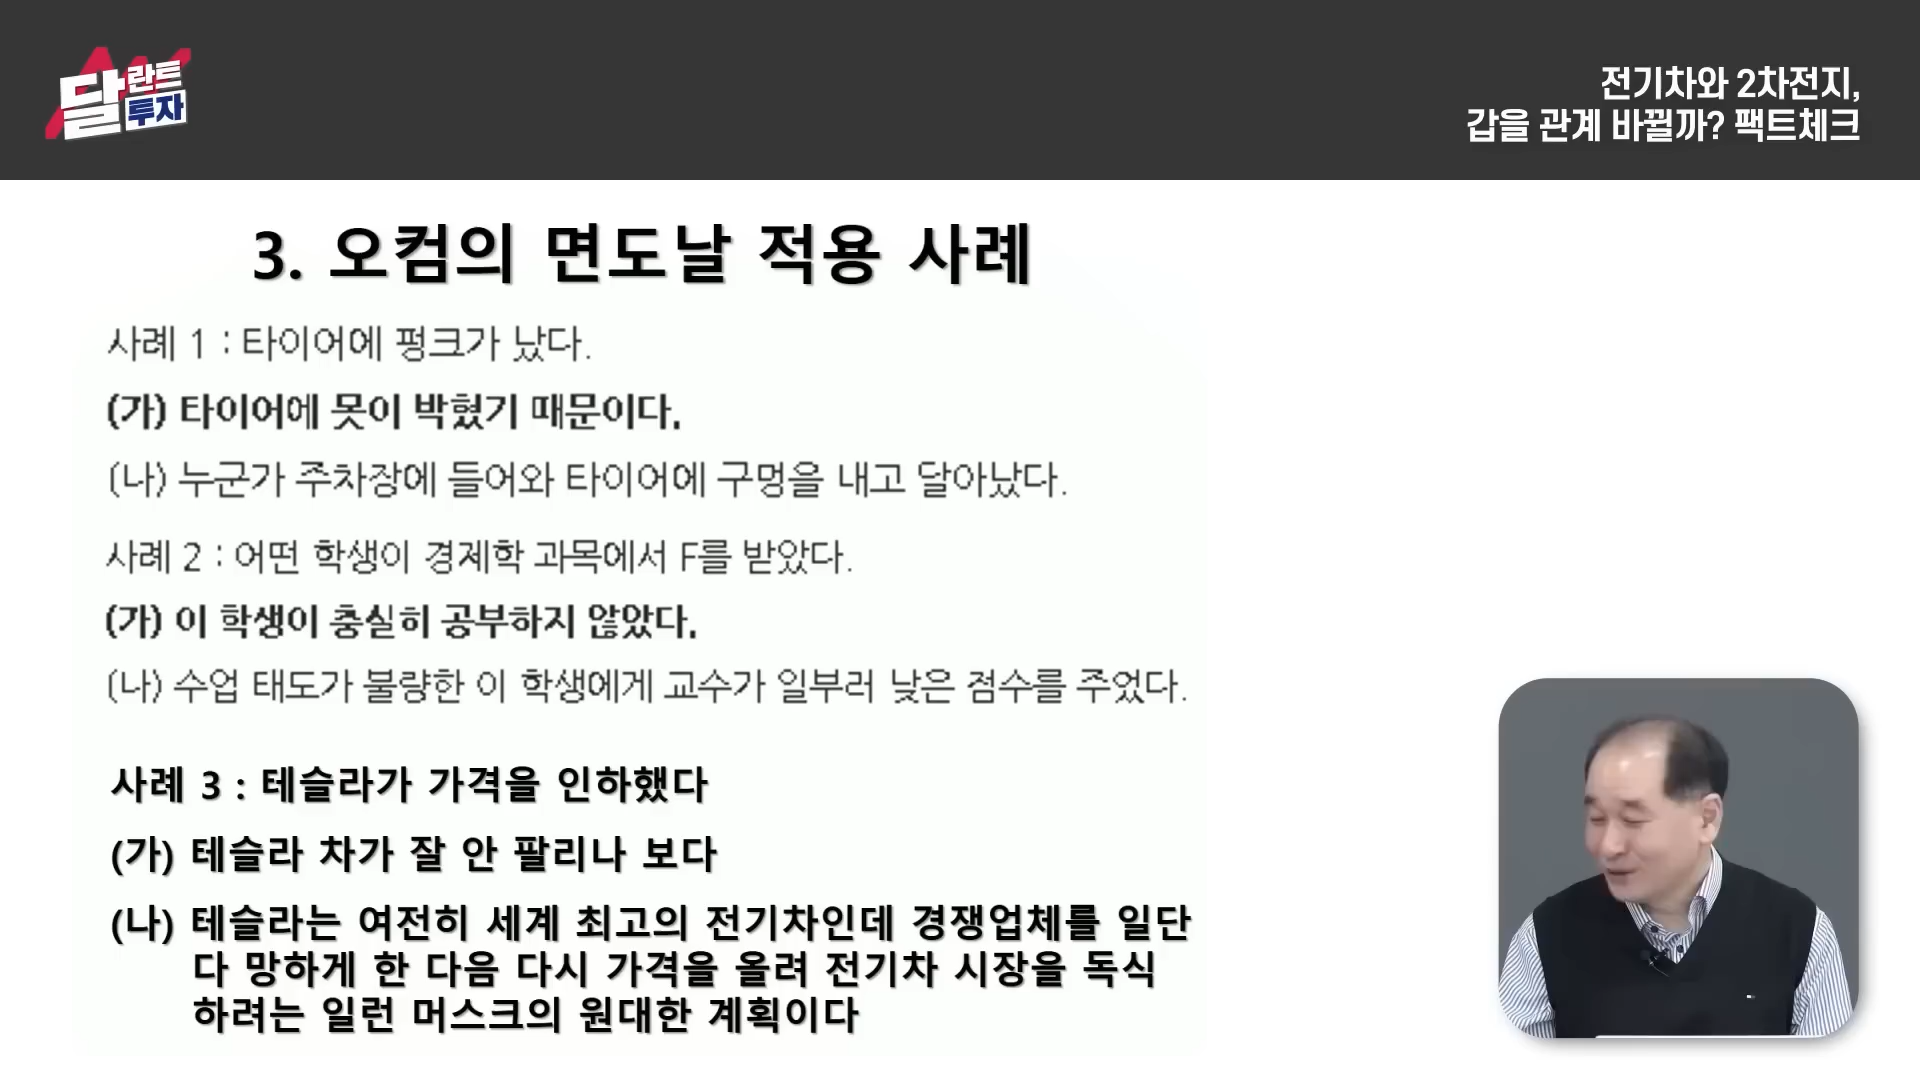 달란트
투자
전기차와 2차전지,
갑을 관계 바뀔까? 팩트체크
3. 오컴의 면도날 적용 사례
사례 1 : 타이어에 펑크가 났다.
(가) 타이어에 못이 박혔기 때문이다.
(나) 누군가 주차장에 들어와 타이어에 구멍을 내고 달아났다.
사례 2 : 어떤 학생이 경제학 과목에서 F를 받았다.
(가) 이 학생이 충실히 공부하지 않았다.
(나) 수업 태도가 불량한 이 학생에게 교수가 일부러 낮은 점수를 주었다.
사례 3 : 테슬라가 가격을 인하했다
(가) 테슬라 차가 잘 안 팔리나 보다
(나) 테슬라는 여전히 세계 최고의 전기차인데 경쟁업체를 일단
다 망하게 한 다음 다시 가격을 올려 전기차 시장을 독식
하려는 일런 머스크의 원대한 계획이다